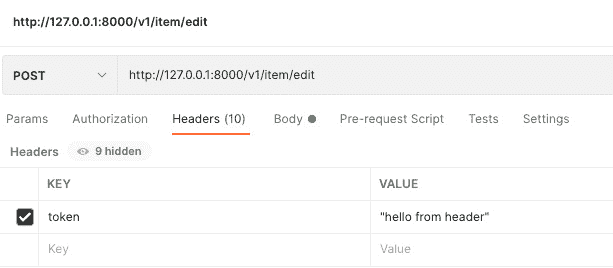 http://127.0.0.1:8000/v1/item/edit
POST http://127.0.0.1:8000/v1/item/edit
Params Authorization Headers (10) Body Pre-request Script Tests Settings
Headers 9 hidden
KEY VALUE
token "hello from header"
Key Value